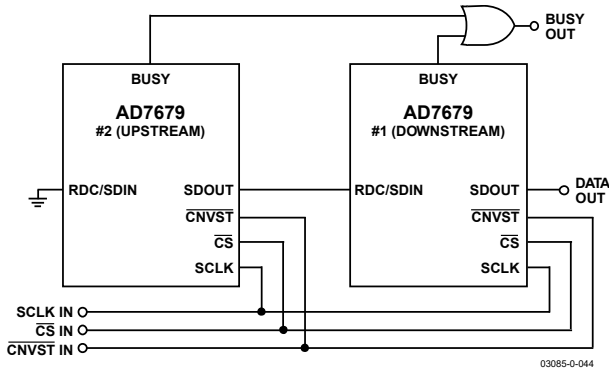 BUSY
OUT
BUSY
AD7679
#2 (UPSTREAM)
RDC/SDIN
SDOUT
CNVST
CS
SCLK
BUSY
AD7679
#1 (DOWNSTREAM)
RDC/SDIN
SDOUT
CNVST
CS
SCLK
DATA
OUT
SCLK IN
CS IN
CNVST IN
03085-0-044